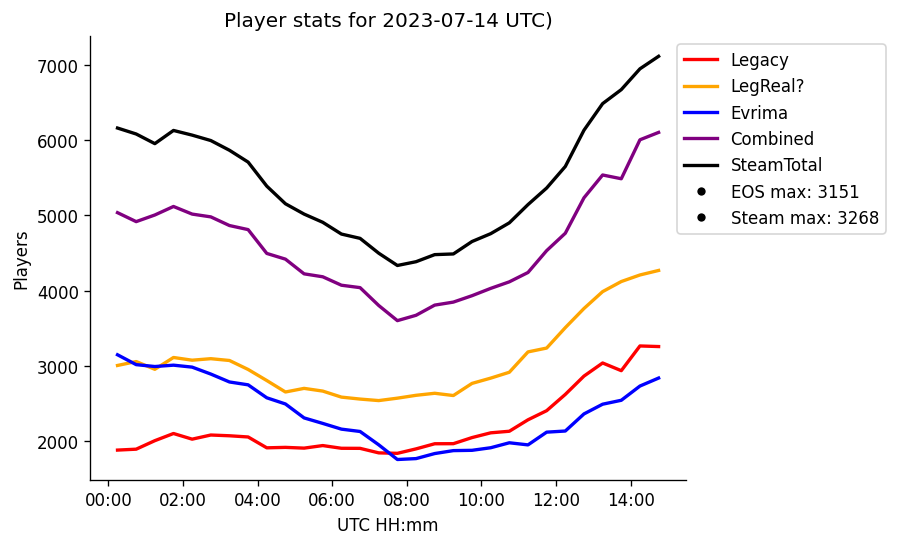 Player stats for 2023-07-14 UTC)
7000
6000
5000
4000
3000
2000
Players
00:00 02:00 04:00 06:00 08:00 10:00 12:00 14:00
UTC HH:mm
Legacy
LegReal?
Evrima
Combined
SteamTotal
EOS max: 3151
Steam max: 3268